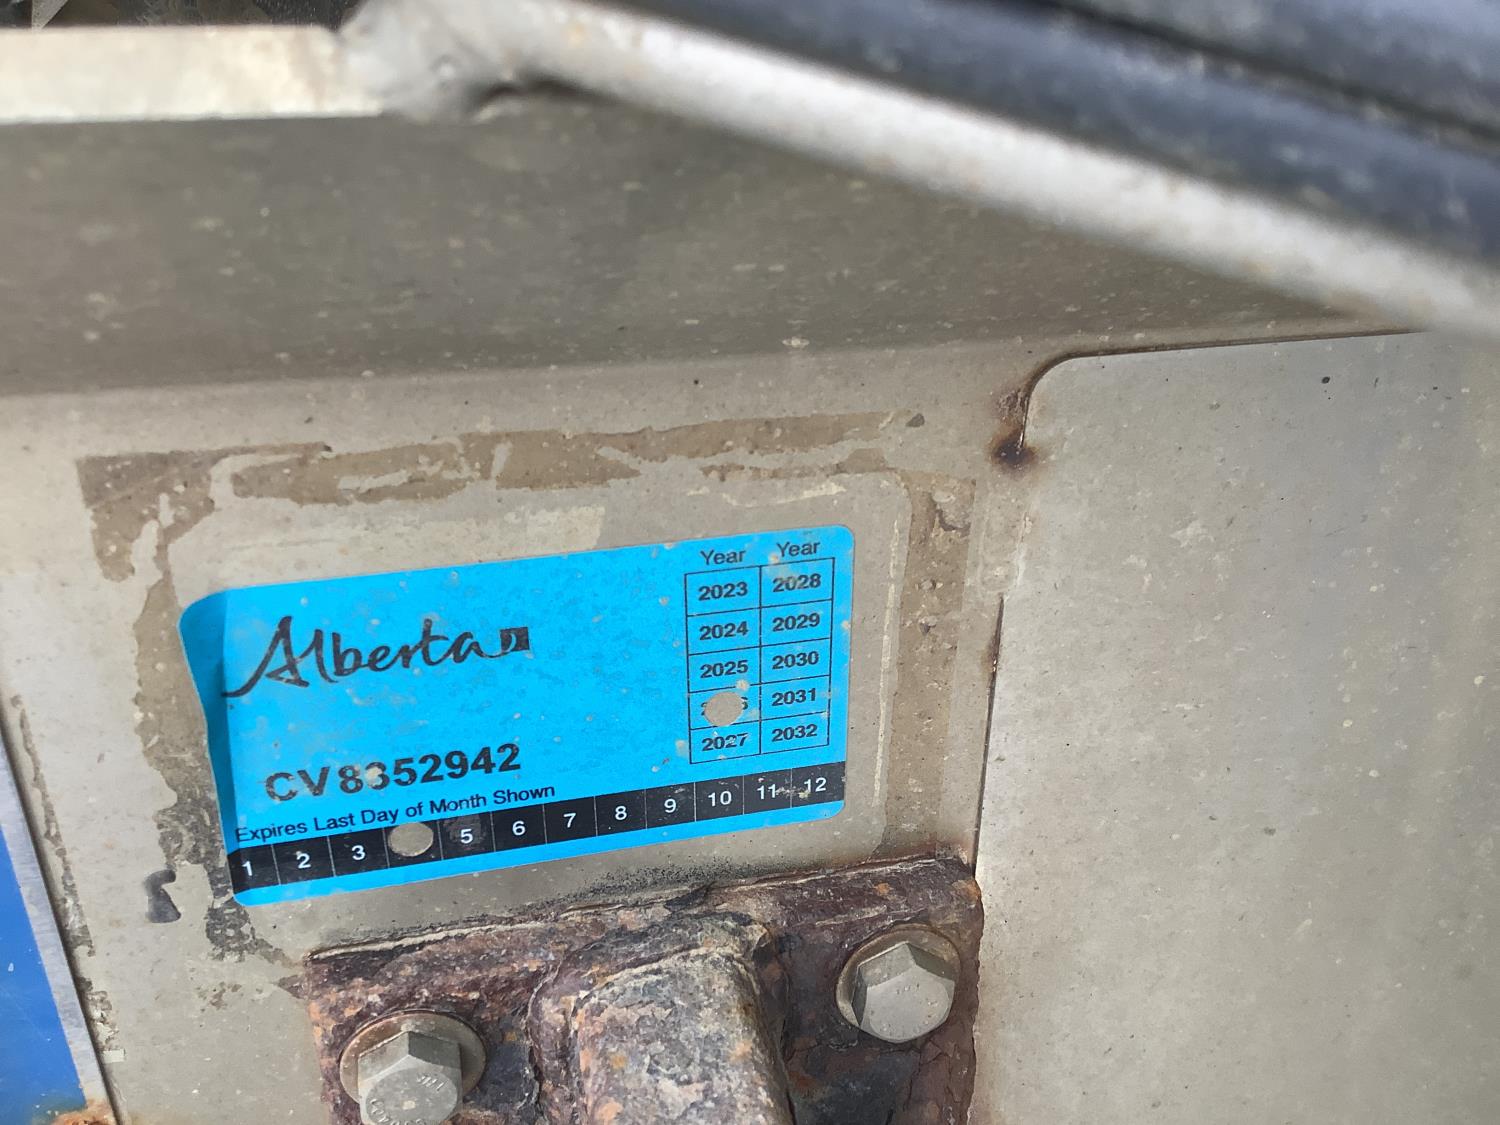 Alberta
Year Year
2023 2028
2024 2029
2025 2030
2031
2027 2032
CV8352942
Expires Last Day of Month Shown
1 2 3 5 6 7 8 9 10 11 12